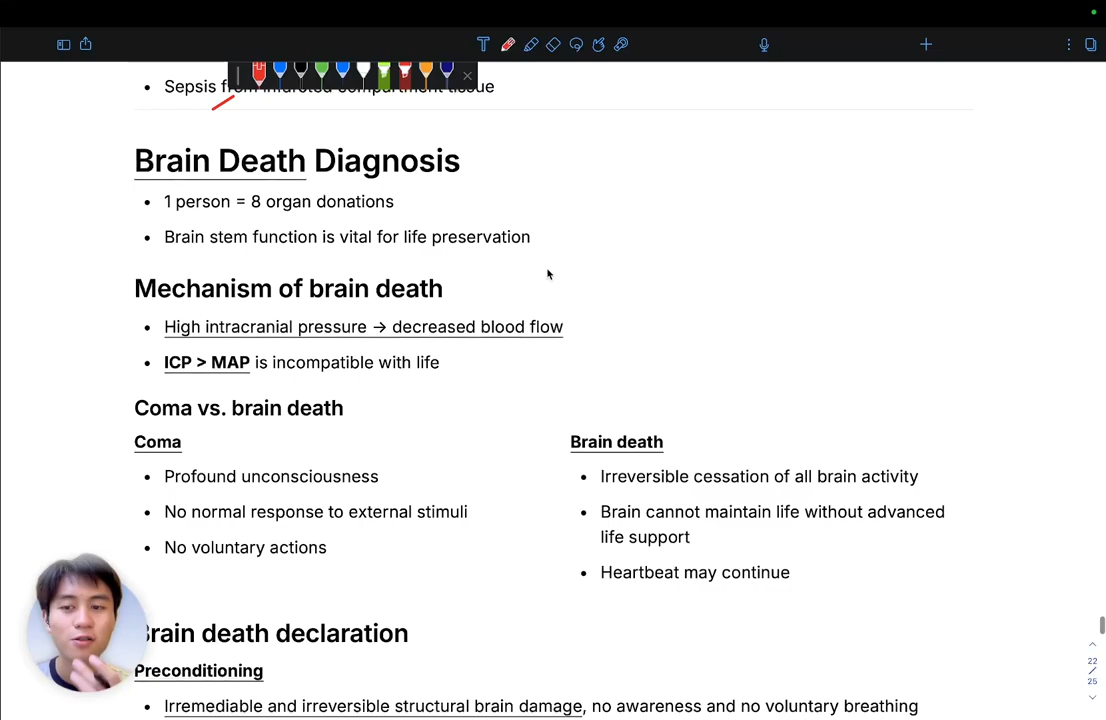 • Sepsis from infarcted compartment tissue
Brain Death Diagnosis
• 1 person = 8 organ donations
• Brain stem function is vital for life preservation
Mechanism of brain death
• High intracranial pressure → decreased blood flow
• ICP > MAP is incompatible with life
Coma vs. brain death
Coma
• Profound unconsciousness
• No normal response to external stimuli
• No voluntary actions
Brain death
• Irreversible cessation of all brain activity
• Brain cannot maintain life without advanced
life support
• Heartbeat may continue
Brain death declaration
Preconditioning
• Irremediable and irreversible structural brain damage, no awareness and no voluntary breathing
22
/
25